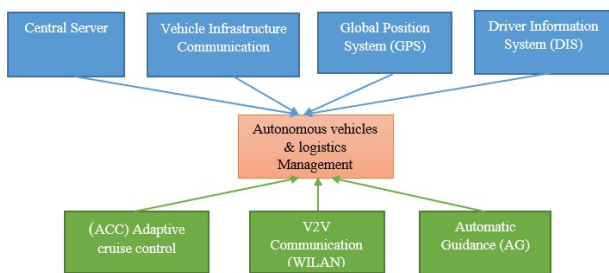 Central Server
Vehicle Infrastructure
Communication
Global Position
System (GPS)
Driver Information
System (DIS)
Autonomous vehicles
& logistics
Management
(ACC) Adaptive
cruise control
V2V
Communication
(WILAN)
Automatic
Guidance (AG)